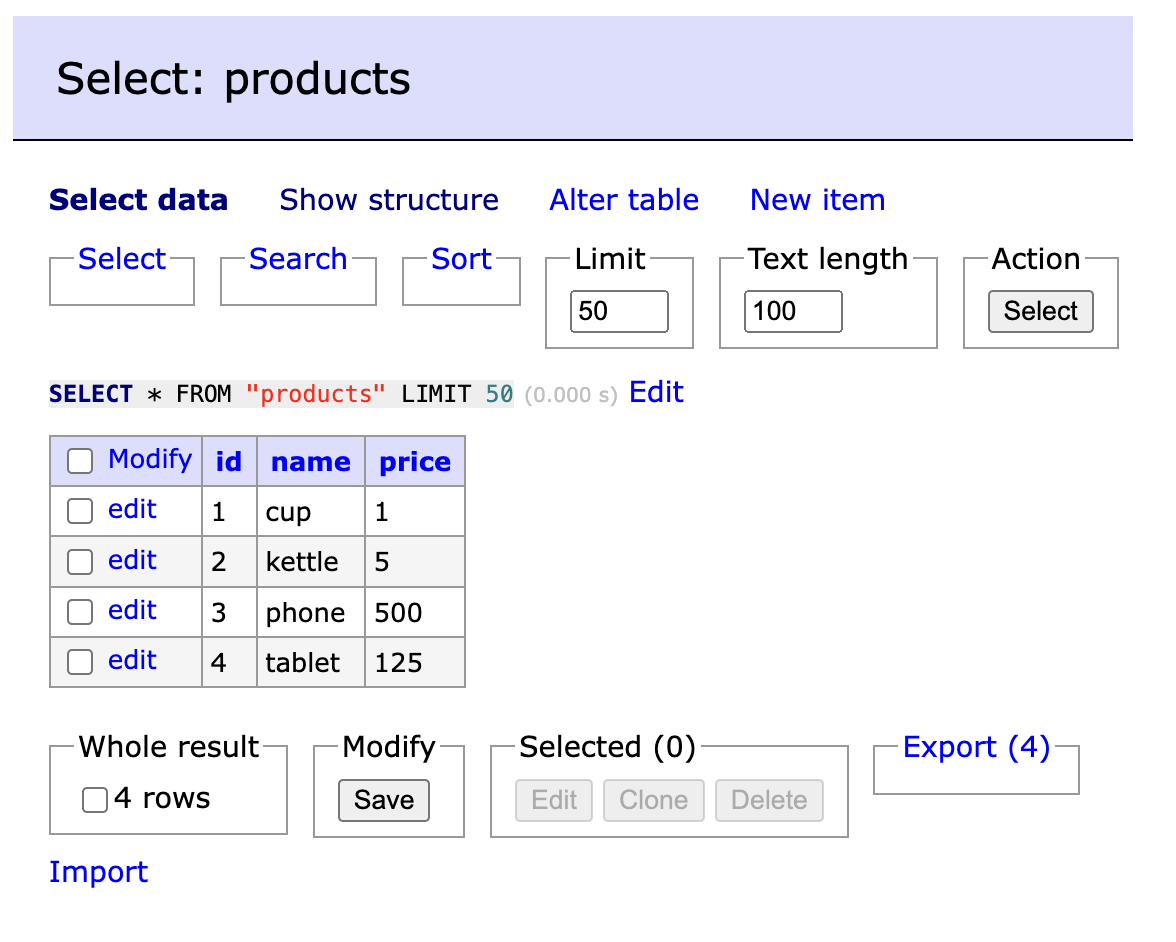 Select: products
Select data Show structure Alter table New item
Select Search Sort Limit Text length Action
50 100 Select
SELECT * FROM "products" LIMIT 50 (0.000 s) Edit
Modify id name price
edit 1 cup 1
edit 2 kettle 5
edit 3 phone 500
edit 4 tablet 125
Whole result Modify Selected (0) Export (4)
4 rows Save Edit Clone Delete
Import